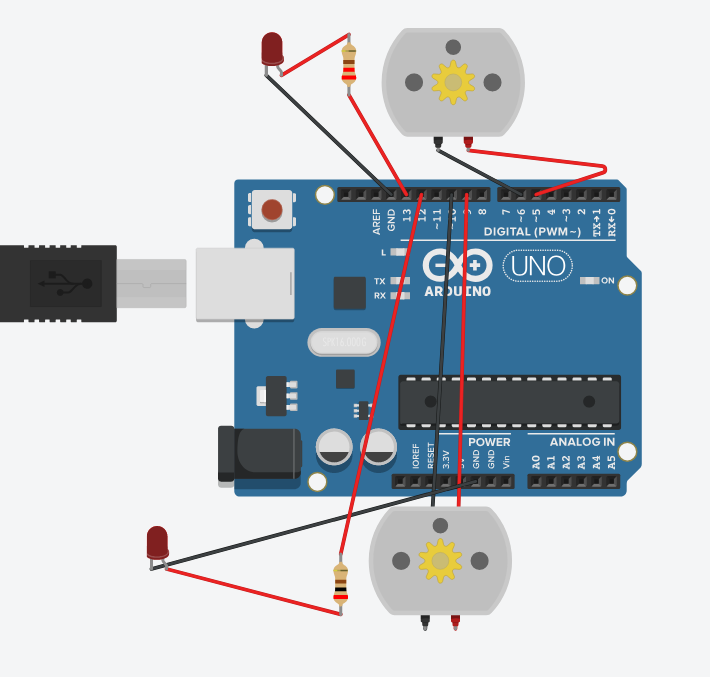 AREF
GND
13
12
~11
~10
9
8
7
~6
~5
4
~3
2
TX→1
RX←0
DIGITAL (PWM~)
L
TX
RX
ARDUINO
UNO
ON
IOREF
RESET
3.3V
5V
GND
GND
Vin
POWER
ANALOG IN
A0
A1
A2
A3
A4
A5